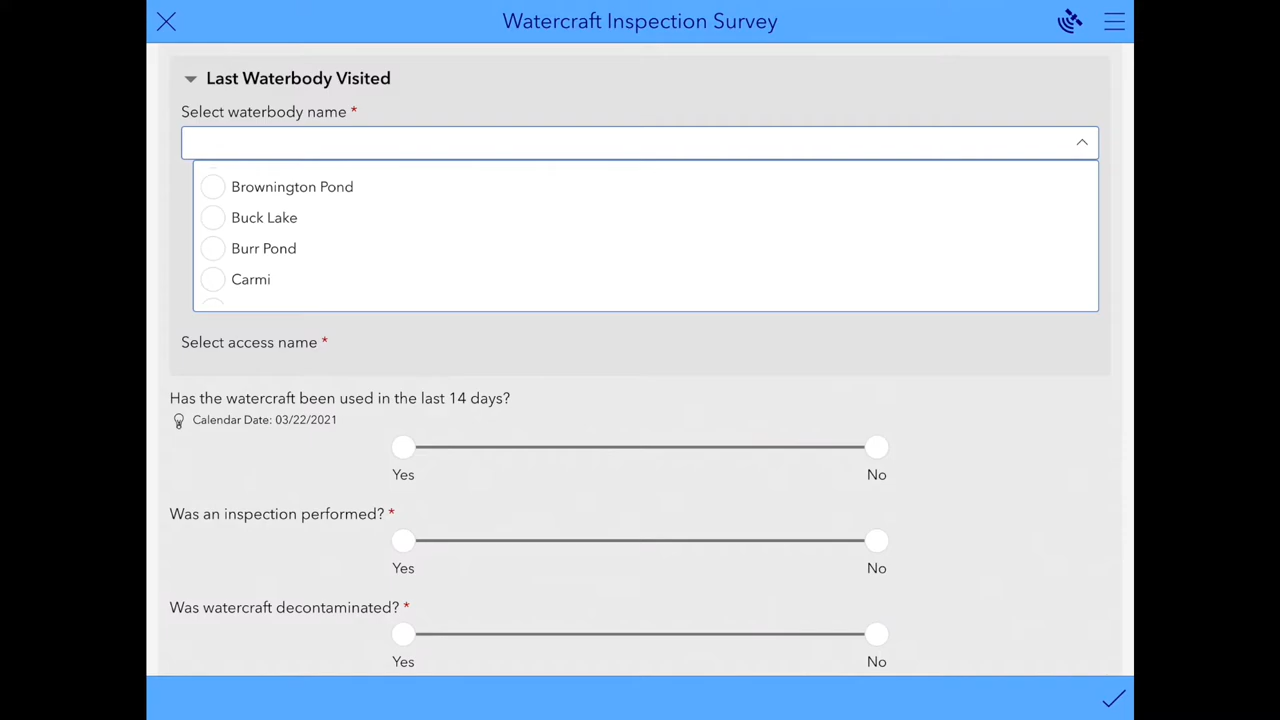 Watercraft Inspection Survey
Last Waterbody Visited
Select waterbody name *
Brownington Pond
Buck Lake
Burr Pond
Carmi
Select access name *
Has the watercraft been used in the last 14 days?
Calendar Date: 03/22/2021
Yes No
Was an inspection performed? *
Yes No
Was watercraft decontaminated? *
Yes No